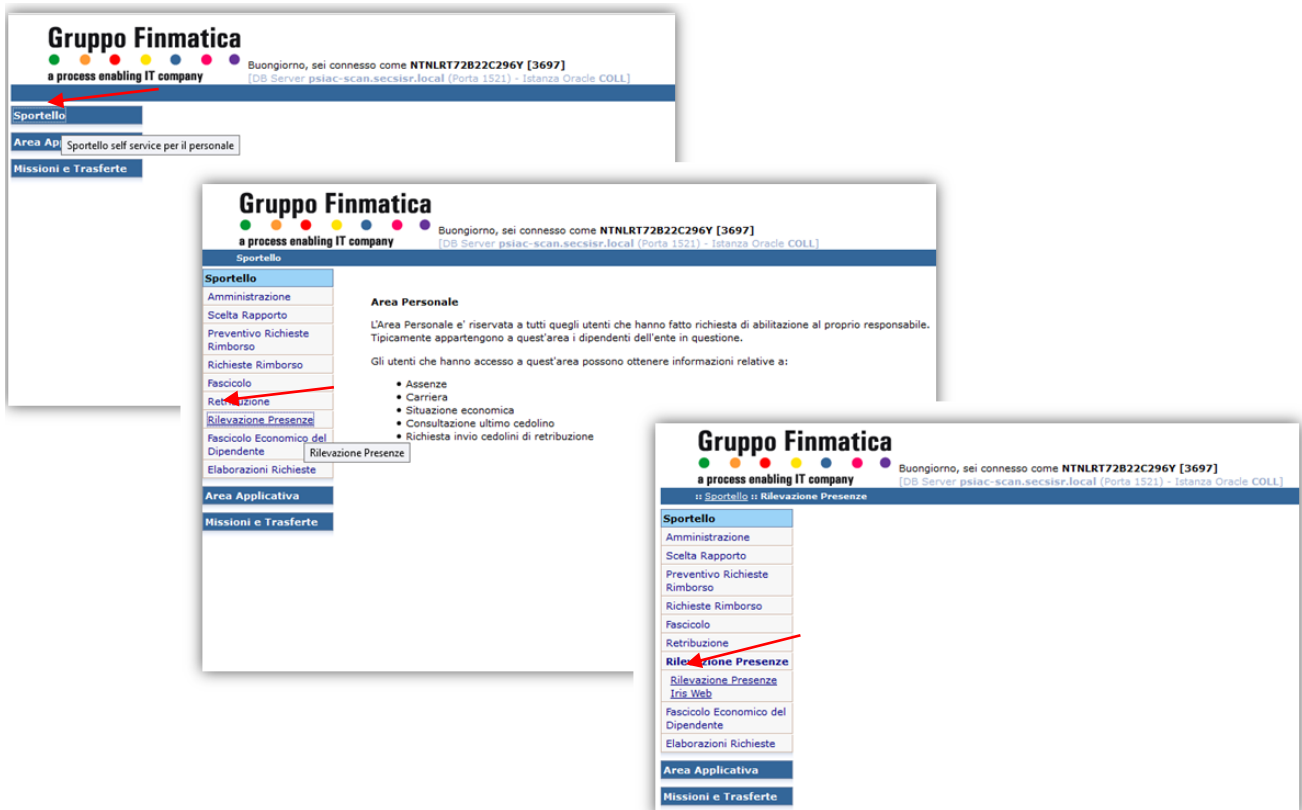 Gruppo Finmatica
a process enabling IT company
Buongiorno, sei connesso come NTNLRT72B22C296Y [3697]
[DB Server psiac-scan.secsisr.local (Porta 1521) - Istanza Oracle COLL]
Sportello
Area Ap
Sportello self service per il personale
Missioni e Trasferte
Gruppo Finmatica
a process enabling IT company
Buongiorno, sei connesso come NTNLRT72B22C296Y [3697]
[DB Server psiac-scan.secsisr.local (Porta 1521) - Istanza Oracle COLL]
Sportello
Sportello
Amministrazione
Scelta Rapporto
Preventivo Richieste
Rimborso
Richieste Rimborso
Fascicolo
Retribuzione
Rilevazione Presenze
Fascicolo Economico del
Dipendente
Rilevazione Presenze
Elaborazioni Richieste
Area Applicativa
Missioni e Trasferte
Area Personale
L'Area Personale e' riservata a tutti quegli utenti che hanno fatto richiesta di abilitazione al proprio responsabile.
Tipicamente appartengono a quest'area i dipendenti dell'ente in questione.
Gli utenti che hanno accesso a quest'area possono ottenere informazioni relative a:
• Assenze
• Carriera
• Situazione economica
• Consultazione ultimo cedolino
• Richiesta invio cedolini di retribuzione
Gruppo Finmatica
a process enabling IT company
Buongiorno, sei connesso come NTNLRT72B22C296Y [3697]
[DB Server psiac-scan.secsisr.local (Porta 1521) - Istanza Oracle COLL]
:: Sportello :: Rilevazione Presenze
Sportello
Amministrazione
Scelta Rapporto
Preventivo Richieste
Rimborso
Richieste Rimborso
Fascicolo
Retribuzione
Rilevazione Presenze
Rilevazione Presenze
Iris Web
Fascicolo Economico del
Dipendente
Elaborazioni Richieste
Area Applicativa
Missioni e Trasferte